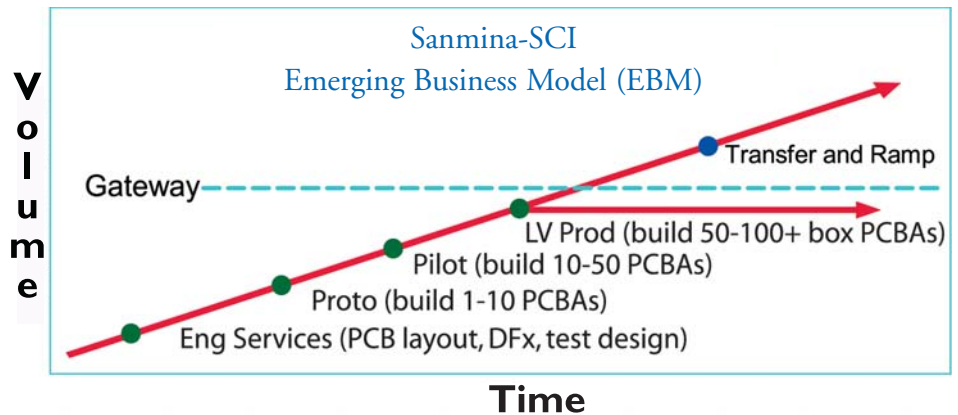 Sanmina-SCI
Emerging Business Model (EBM)
Volume
Transfer and Ramp
Gateway
LV Prod (build 50-100+ box PCBAs)
Pilot (build 10-50 PCBAs)
Proto (build 1-10 PCBAs)
Eng Services (PCB layout, DFx, test design)
Time